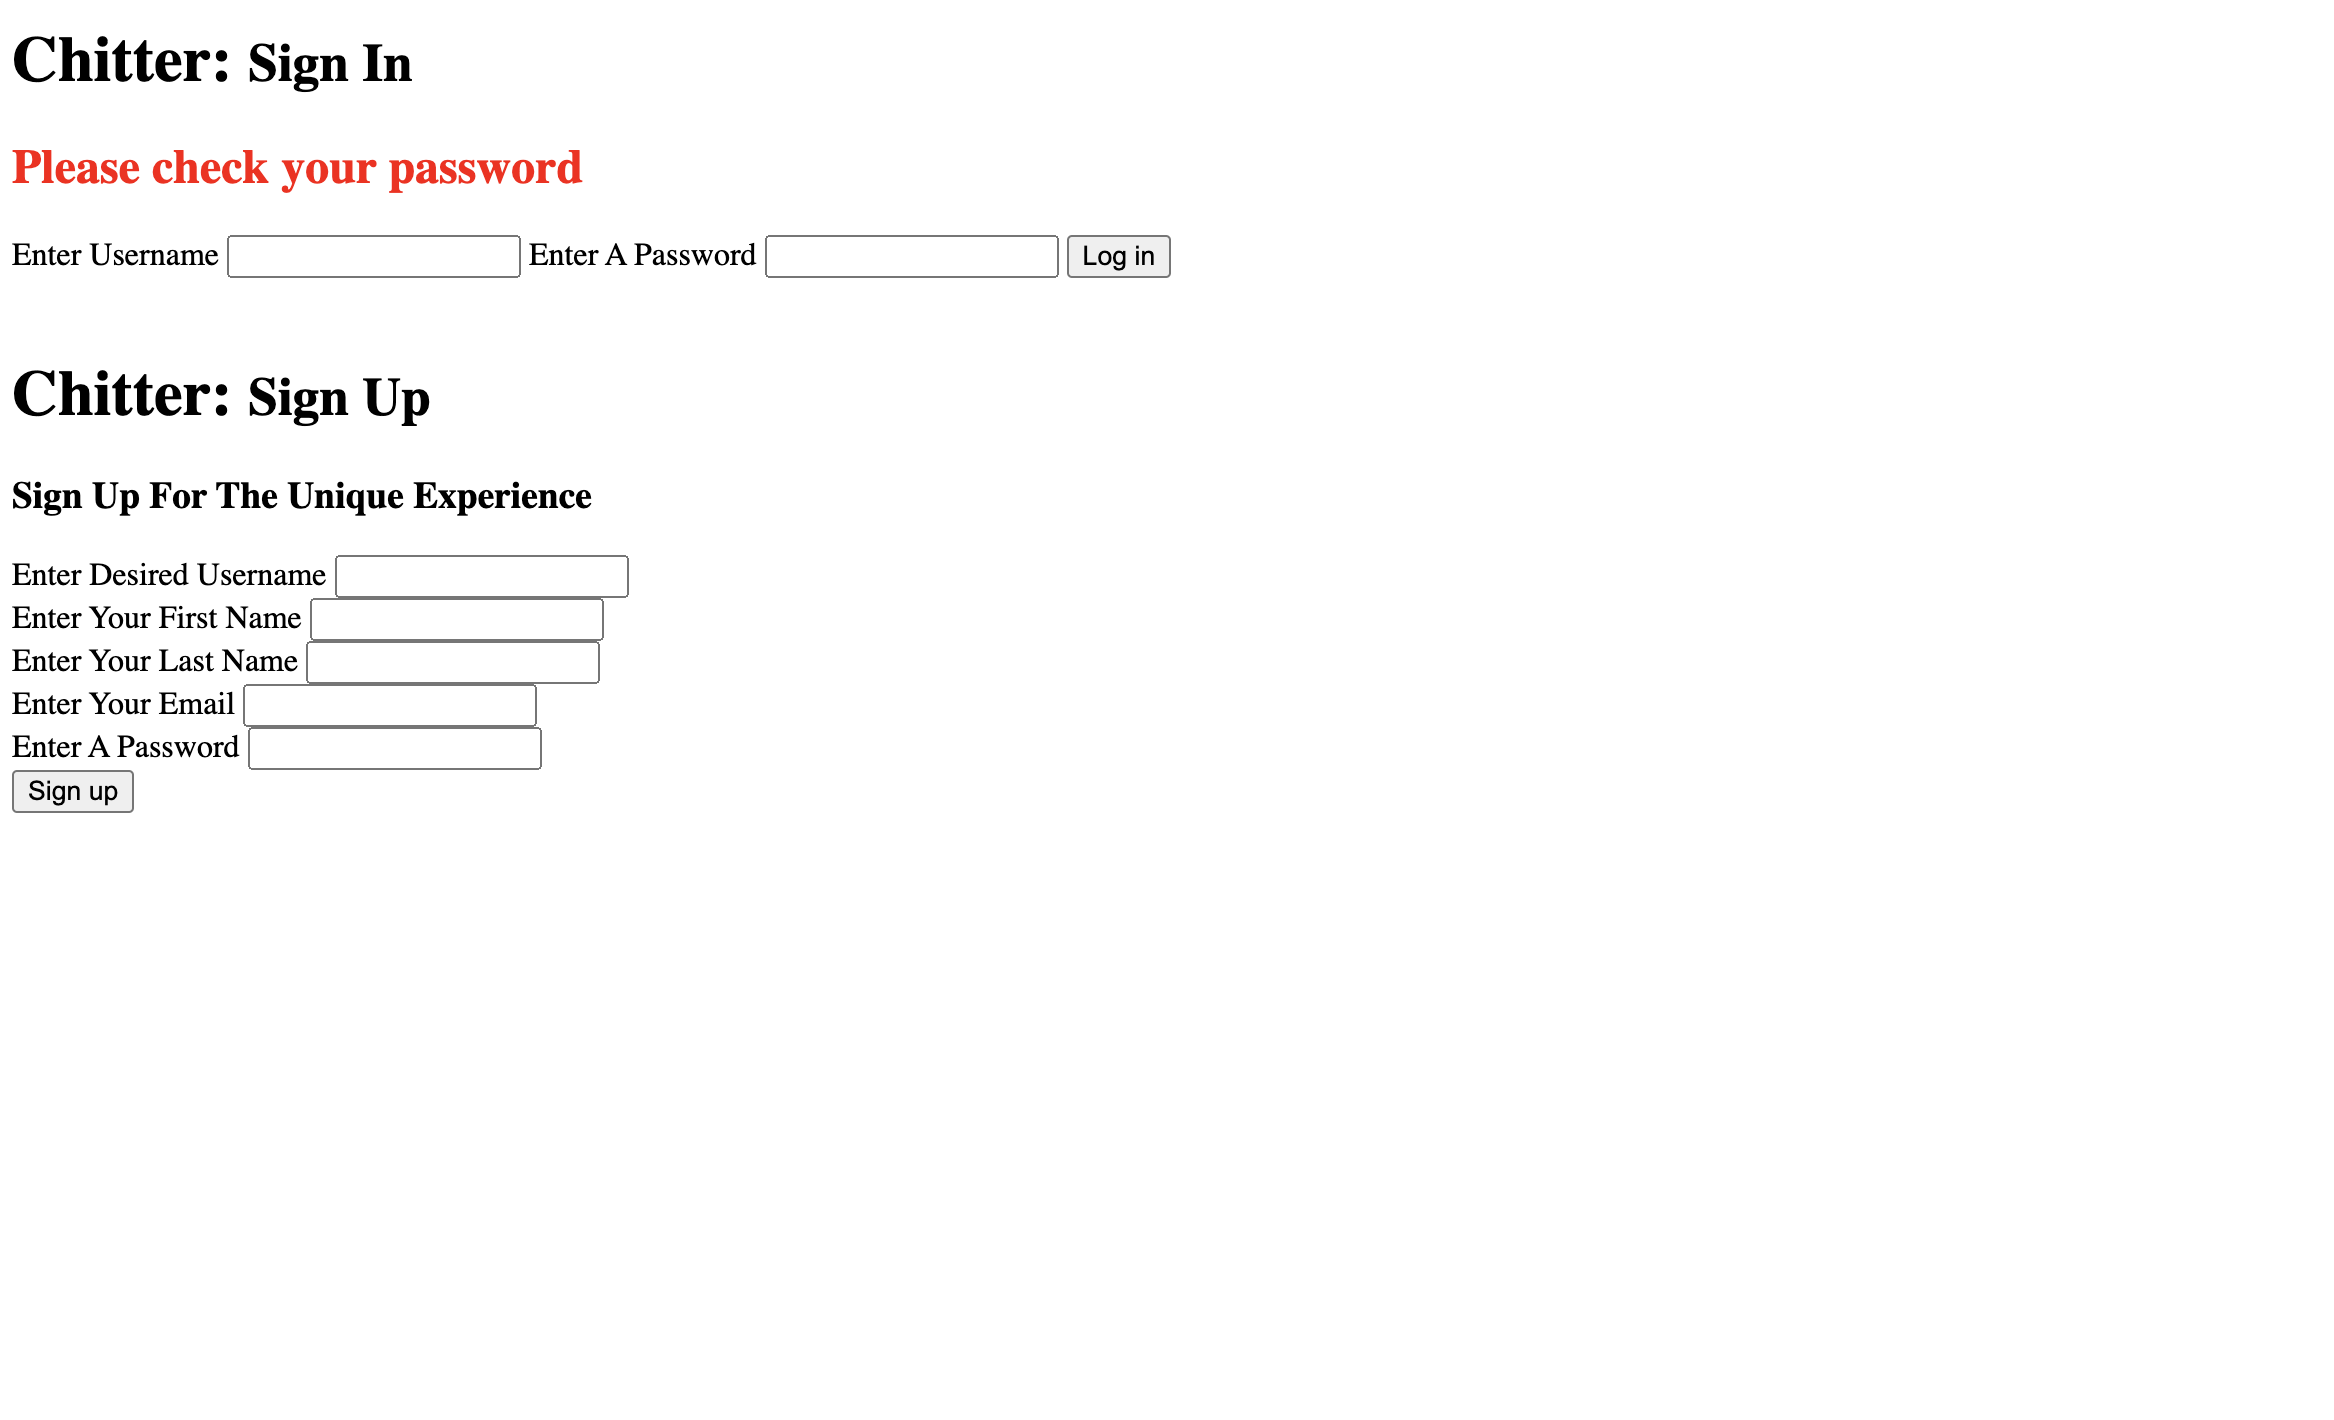 Chitter: Sign In
Please check your password
Enter Username Enter A Password Log in
Chitter: Sign Up
Sign Up For The Unique Experience
Enter Desired Username
Enter Your First Name
Enter Your Last Name
Enter Your Email
Enter A Password
Sign up